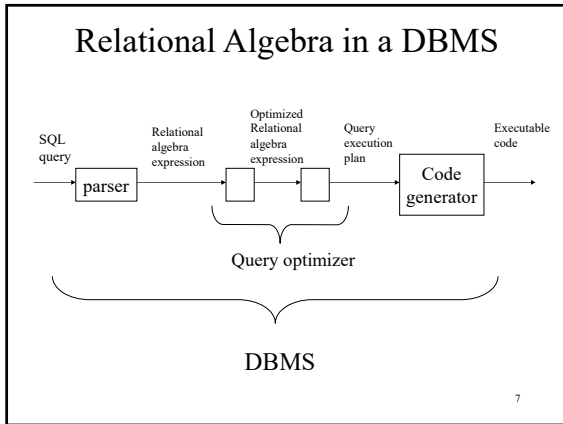 Relational Algebra in a DBMS
SQL
query
Relational
algebra
expression
Optimized
Relational
algebra
expression
Query
execution
plan
Executable
code
parser
Code
generator
Query optimizer
DBMS
7